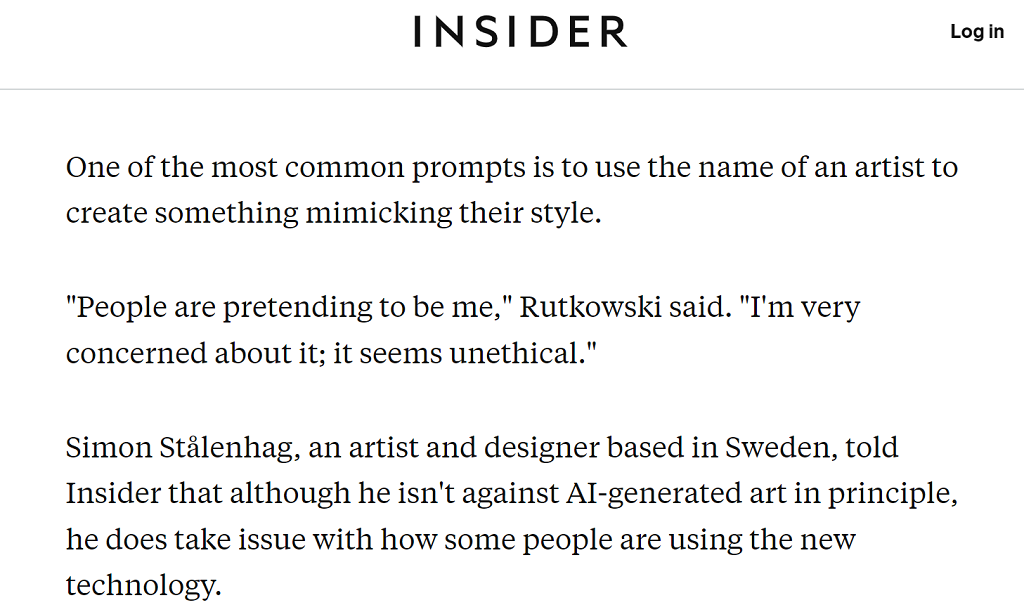 INSIDER
Log in
One of the most common prompts is to use the name of an artist to
create something mimicking their style.
"People are pretending to be me," Rutkowski said. "I'm very
concerned about it; it seems unethical."
Simon Stålenhag, an artist and designer based in Sweden, told
Insider that although he isn't against AI-generated art in principle,
he does take issue with how some people are using the new
technology.